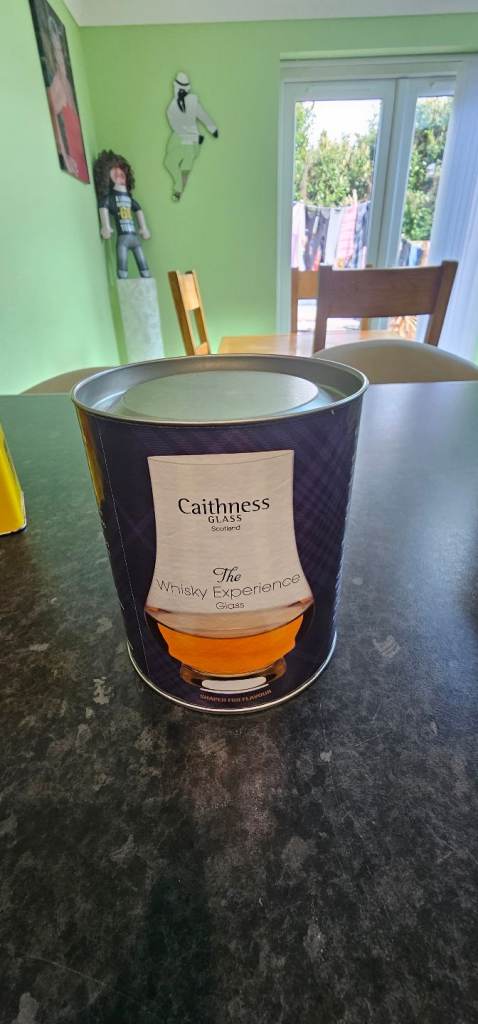 Caithness
GLASS
Scotland
The
Whisky Experience
Glass
SHAPED FOR FLAVOUR